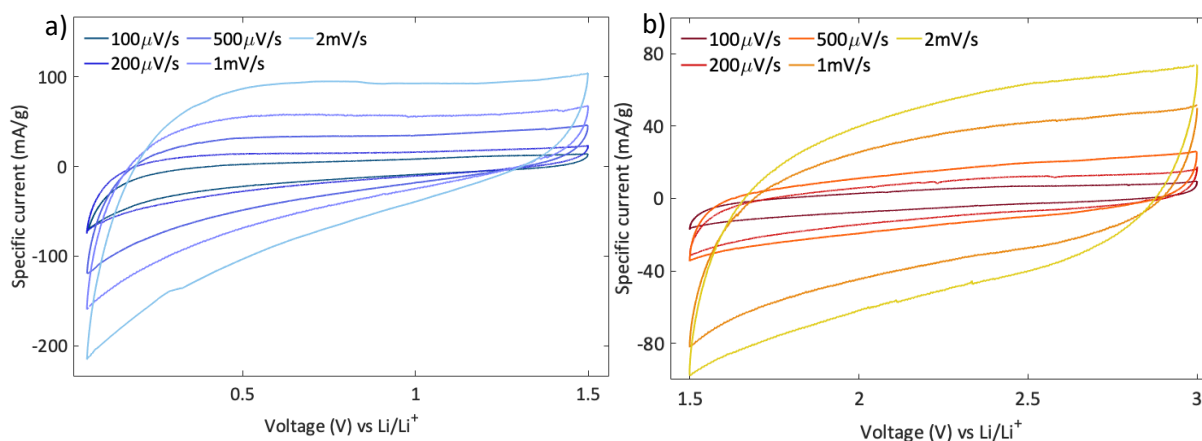 a)
100μV/s 500μV/s 2mV/s
200μV/s 1mV/s
Specific current (mA/g)
100
0
-100
-200
0.5 1 1.5
Voltage (V) vs Li/Li⁺
b)
100μV/s 500μV/s 2mV/s
200μV/s 1mV/s
Specific current (mA/g)
80
40
0
-40
-80
1.5 2 2.5 3
Voltage (V) vs Li/Li⁺